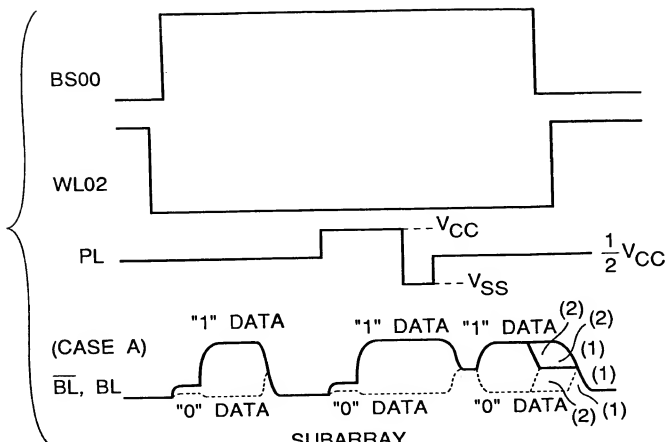 BS00
WL02
PL
VCC
VSS
1/2 VCC
(CASE A)
BL, BL
"1" DATA
"0" DATA
"1" DATA
"0" DATA
"1" DATA
"0" DATA
(2)
(2)
(1)
(1)
(2)
(1)
SUBARRAY